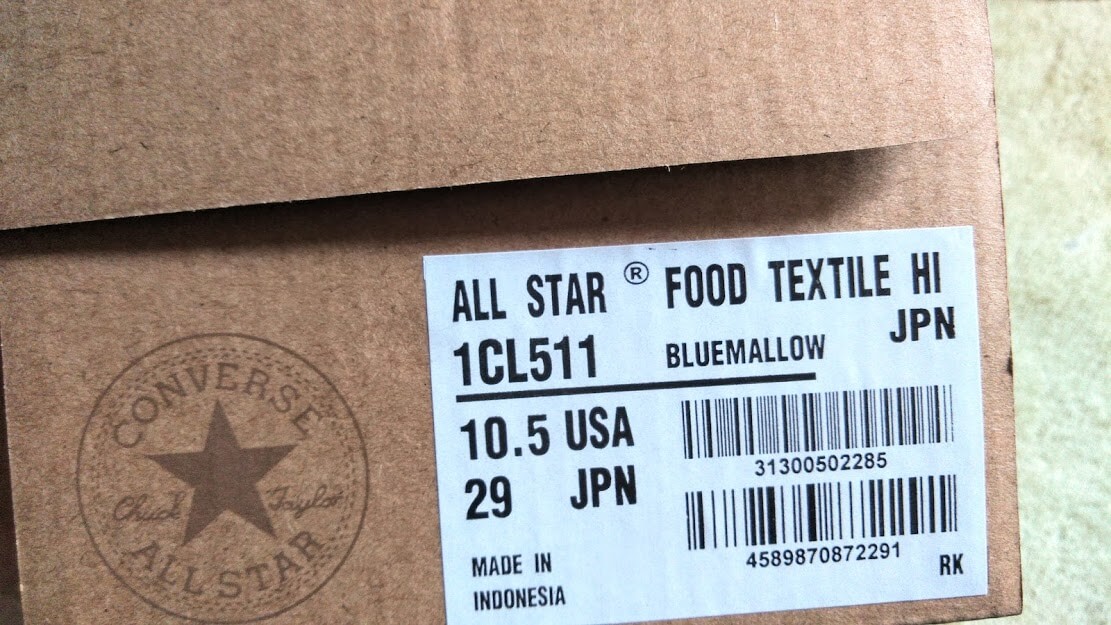 ALL STAR ® FOOD TEXTILE HI
1CL511 BLUEMALLOW JPN
10.5 USA
29 JPN
31300502285
4589870872291
MADE IN
INDONESIA
RK
CONVERSE
Chuck Taylor
ALL STAR